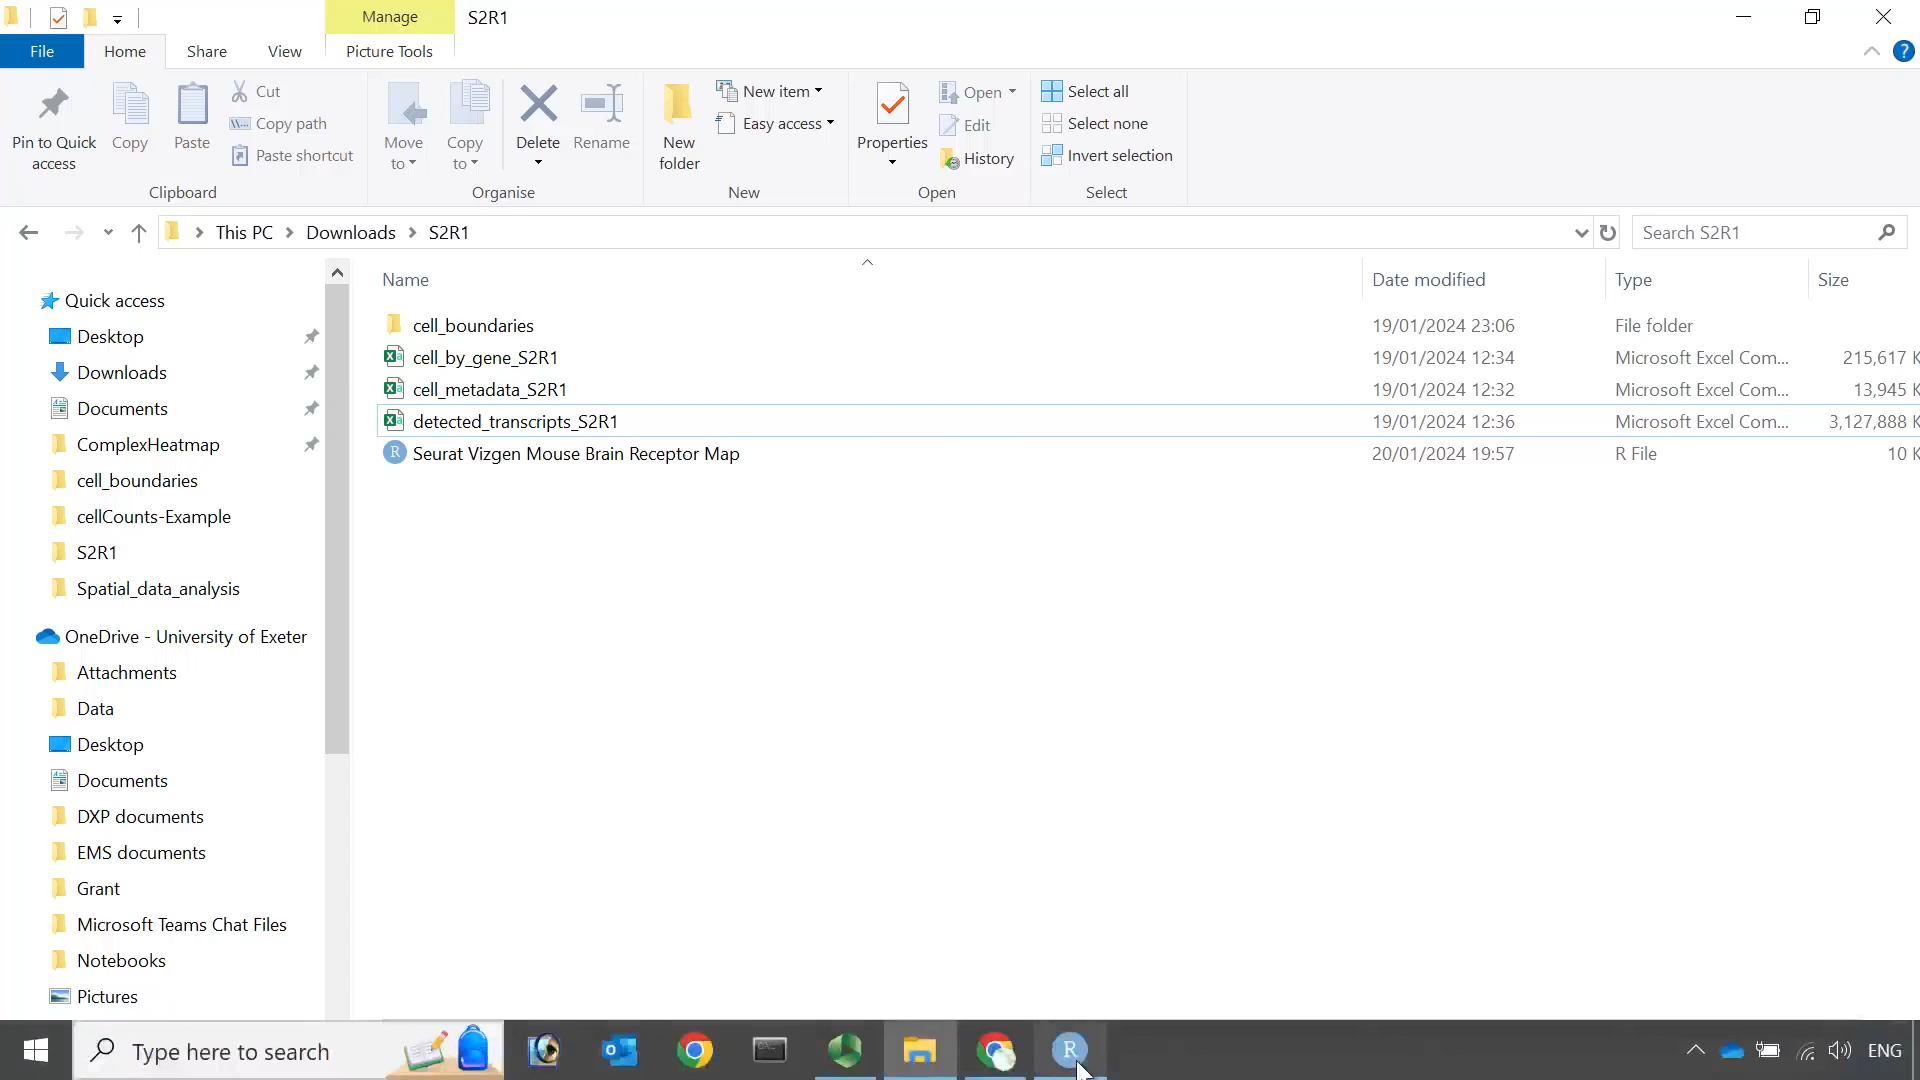 Manage
S2R1
File
Home
Share
View
Picture Tools
Pin to Quick access
Copy
Paste
Cut
Copy path
Paste shortcut
Clipboard
Move to
Copy to
Delete
Rename
Organise
New folder
New item
Easy access
New
Properties
Open
Edit
History
Open
Select all
Select none
Invert selection
Select
This PC
Downloads
S2R1
Search S2R1
Name
Date modified
Type
Size
cell_boundaries 19/01/2024 23:06 File folder
cell_by_gene_S2R1 19/01/2024 12:34 Microsoft Excel Com... 215,617 K
cell_metadata_S2R1 19/01/2024 12:32 Microsoft Excel Com... 13,945 K
detected_transcripts_S2R1 19/01/2024 12:36 Microsoft Excel Com... 3,127,888 K
Seurat Vizgen Mouse Brain Receptor Map 20/01/2024 19:57 R File 10 K
Quick access
Desktop
Downloads
Documents
ComplexHeatmap
cell_boundaries
cellCounts-Example
S2R1
Spatial_data_analysis
OneDrive - University of Exeter
Attachments
Data
Desktop
Documents
DXP documents
EMS documents
Grant
Microsoft Teams Chat Files
Notebooks
Pictures
Type here to search
R
ENG